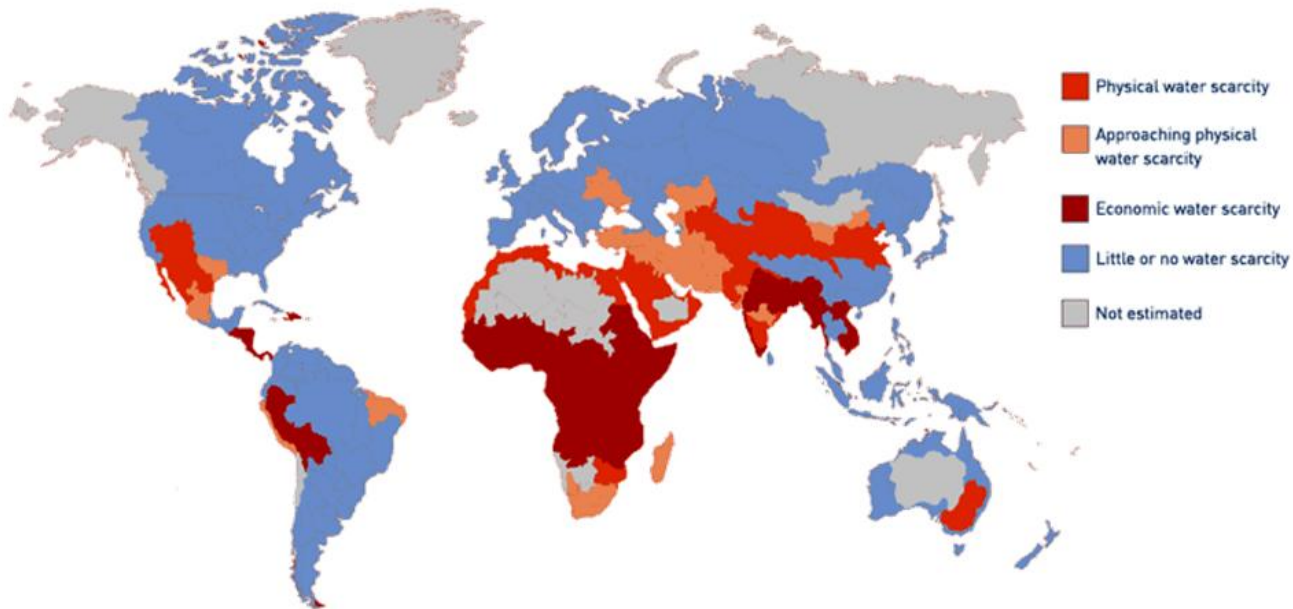 Physical water scarcity
Approaching physical
water scarcity
Economic water scarcity
Little or no water scarcity
Not estimated